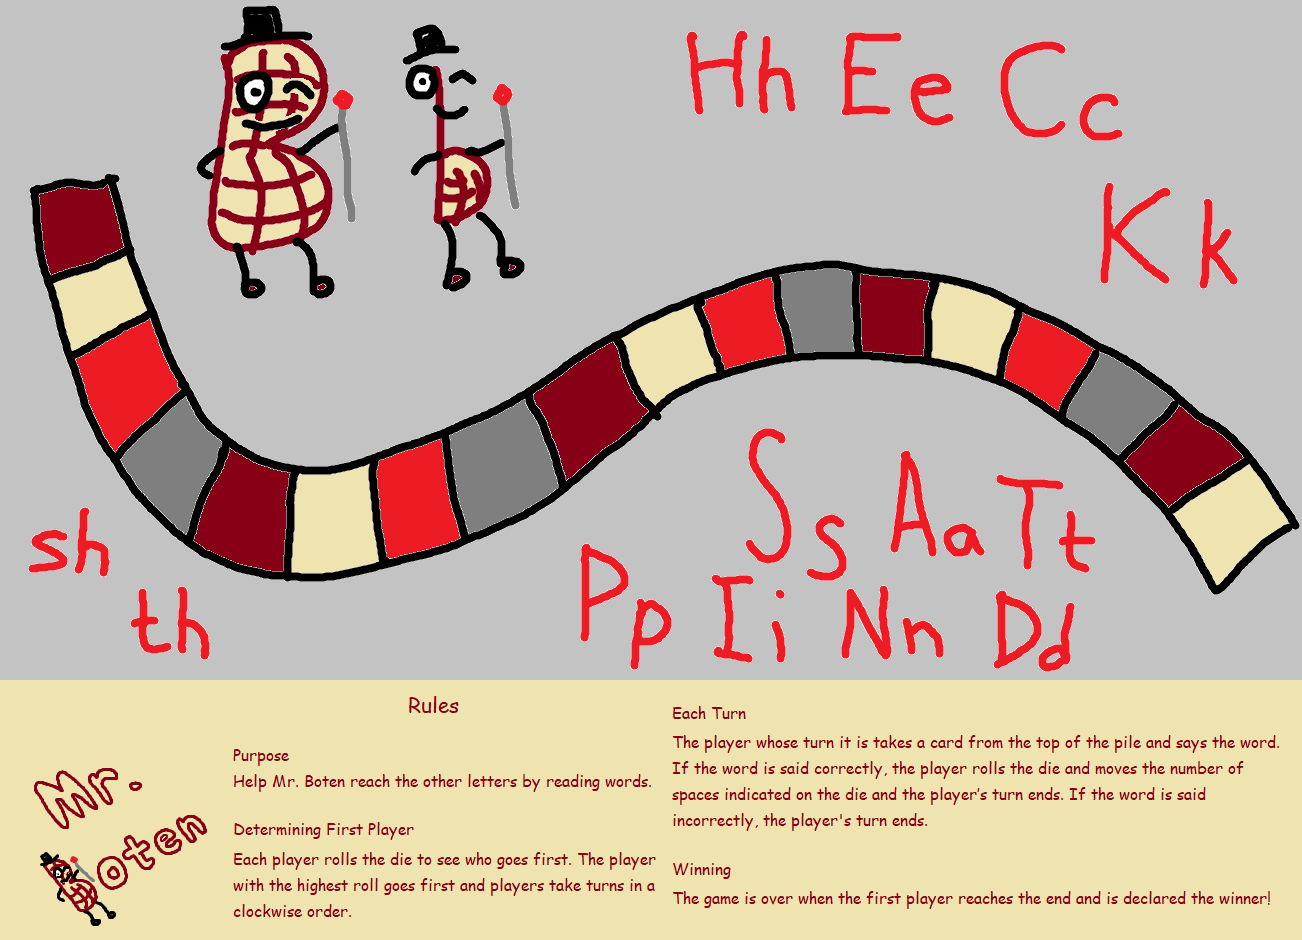 Hh Ee Cc
Kk
Ss Aa Tt
Pp Ii Nn Dd
sh
th
Mr.
Boten
Rules
Purpose
Help Mr. Boten reach the other letters by reading words.
Determining First Player
Each player rolls the die to see who goes first. The player
with the highest roll goes first and players take turns in a
clockwise order.
Each Turn
The player whose turn it is takes a card from the top of the pile and says the word.
If the word is said correctly, the player rolls the die and moves the number of
spaces indicated on the die and the player’s turn ends. If the word is said
incorrectly, the player's turn ends.
Winning
The game is over when the first player reaches the end and is declared the winner!